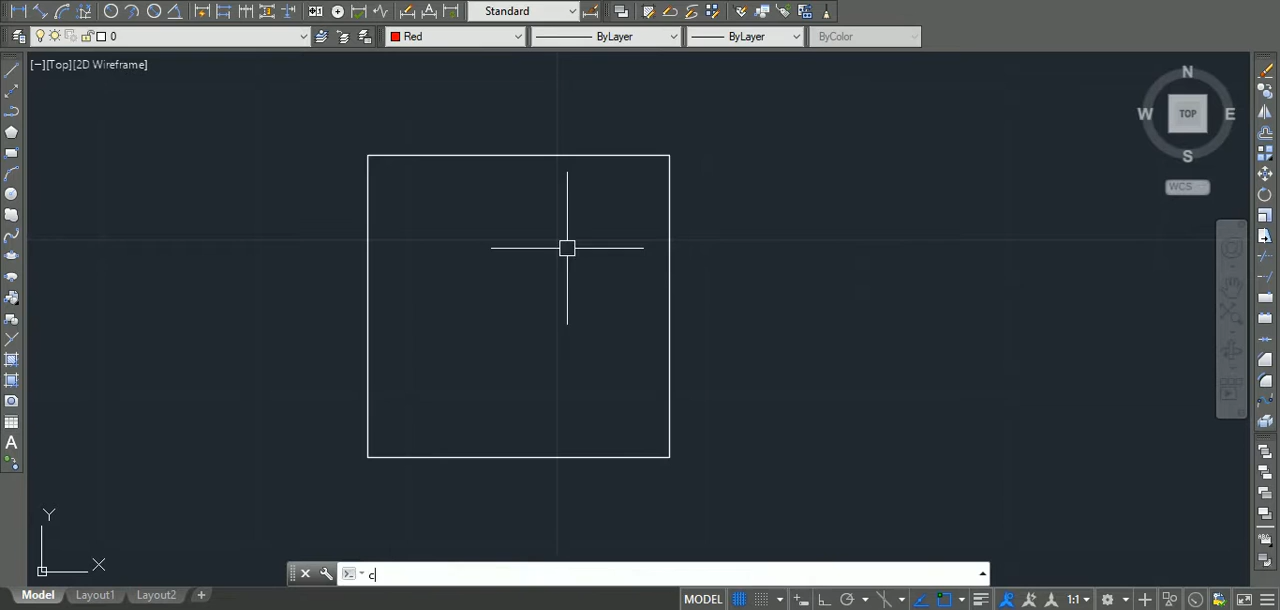 Standard
0
Red
ByLayer
ByLayer
ByColor
[−][Top][2D Wireframe]
N
W
TOP
E
S
WCS
A
Y
X
c
Model
Layout1
Layout2
+
MODEL
1:1